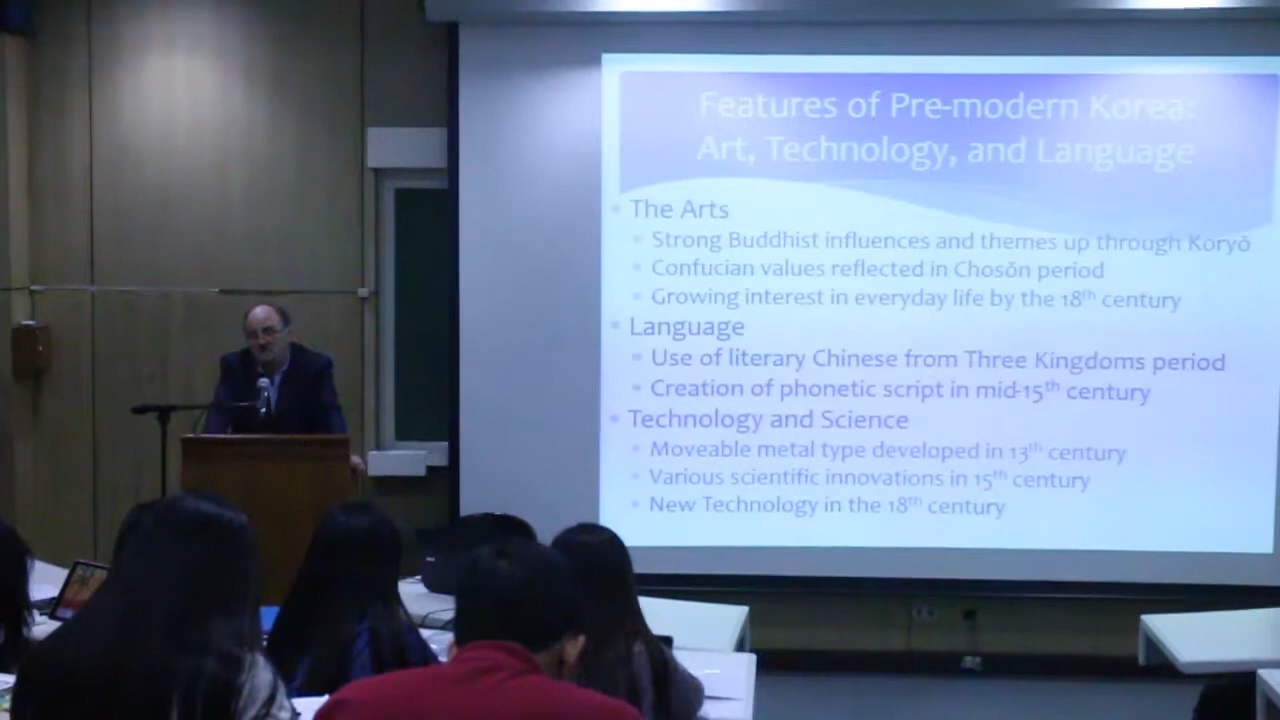 Features of Pre-modern Korea:
Art, Technology, and Language
The Arts
Strong Buddhist influences and themes up through Koryŏ
Confucian values reflected in Chosŏn period
Growing interest in everyday life by the 18th century
Language
Use of literary Chinese from Three Kingdoms period
Creation of phonetic script in mid-15th century
Technology and Science
Moveable metal type developed in 13th century
Various scientific innovations in 15th century
New Technology in the 18th century